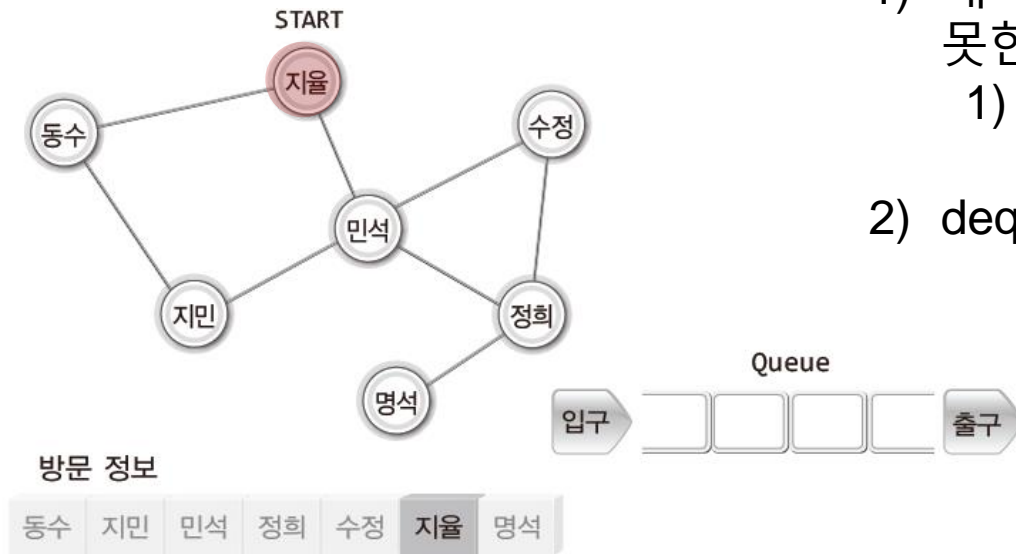 START
지율
동수
수정
민석
지민
정희
명석
못한
1)
2) deq
Queue
입구
출구
방문 정보
동수 지민 민석 정희 수정 지율 명석